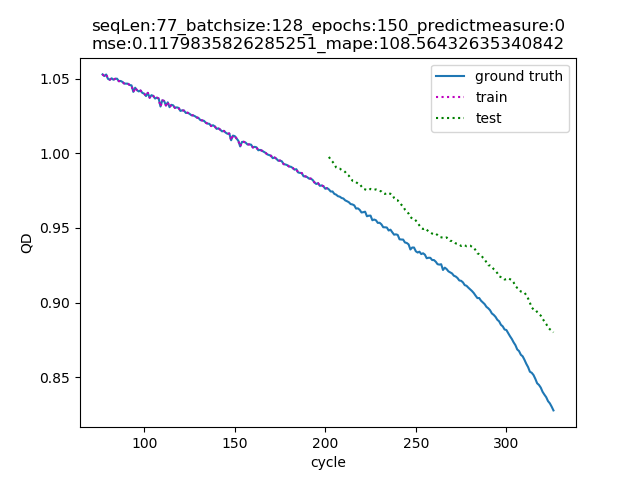 seqLen:77_batchsize:128_epochs:150_predictmeasure:0
mse:0.1179835826285251_mape:108.56432635340842
ground truth
train
test
1.05
1.00
0.95
0.90
0.85
QD
100 150 200 250 300
cycle